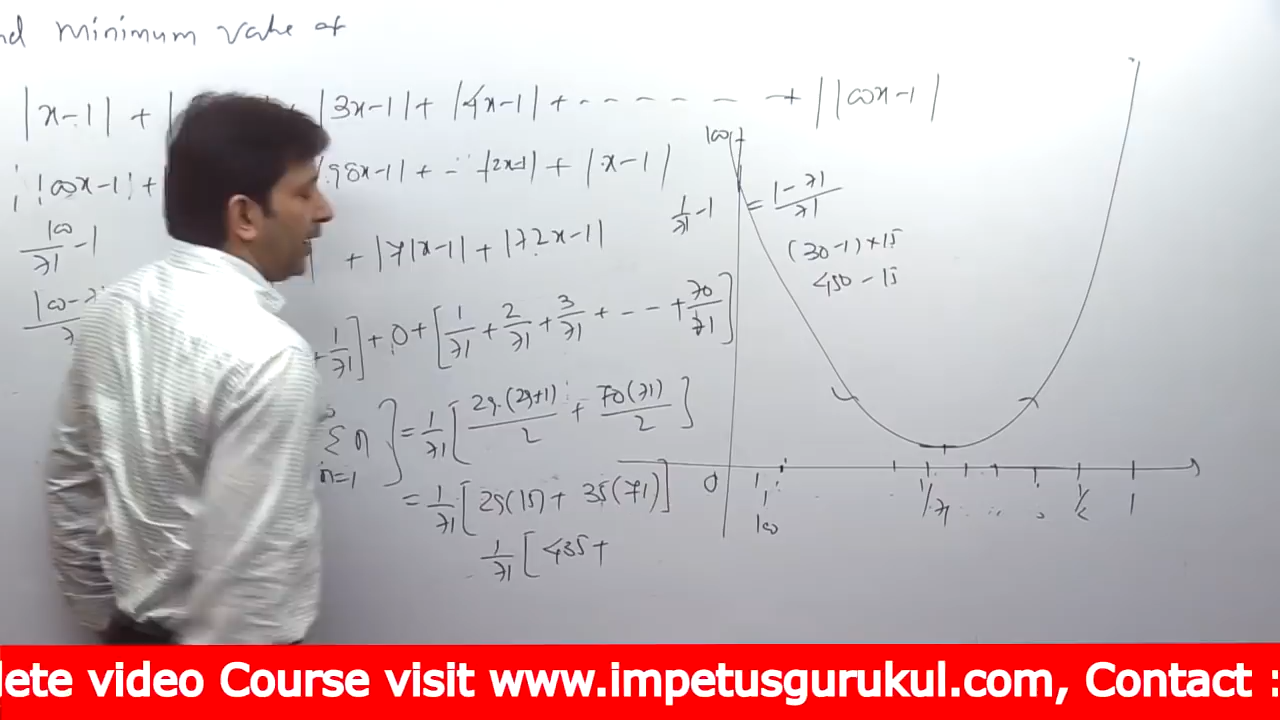 nd minimum value of
|x-1| + | + |3x-1| + |4x-1| + - - - - - - + | |00x-1|
|100x-1| + 98x-1| + - - |2x-1| + |x-1|
100/71 - 1
+ |71x-1| + |72x-1|
100-7
+ 1/71] + 0 + [1/71 + 2/71 + 3/71 + - - - + 70/71]
Σ n n=1 } = 1/71 [29.(29+1)/2 + 70(71)/2]
= 1/71 [29(15) + 35(71)]
1/71 [435 +
100
1/71 - 1 = 1-71/71
(30-1)×15
450 - 15
0 1/100 1/71 1/2 1
lete video Course visit www.impetusgurukul.com, Contact :